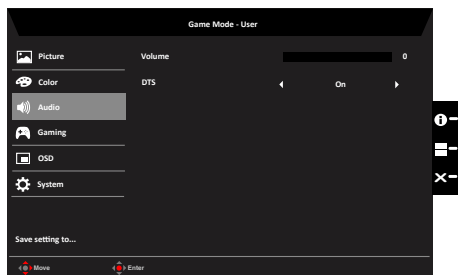 Game Mode - User
Picture
Volume 0
Color
DTS On
Audio
Gaming
OSD
System
Save setting to...
Move Enter